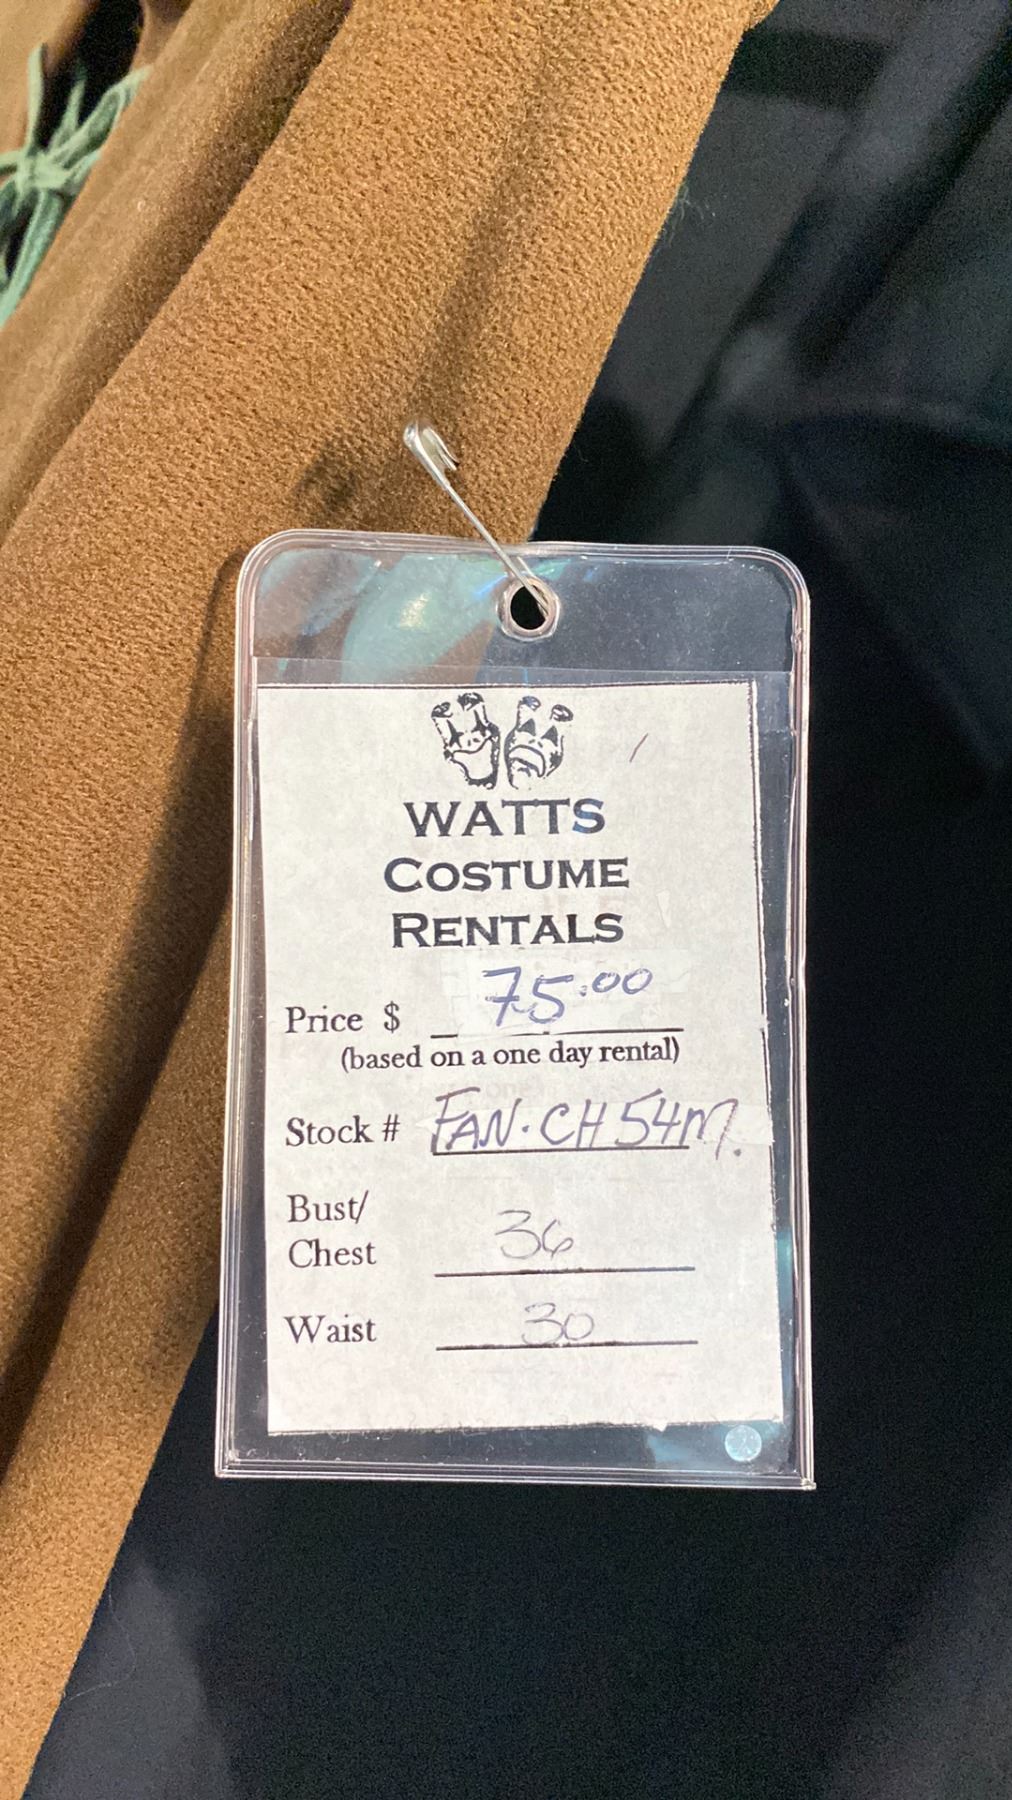 WATTS
COSTUME
RENTALS
Price $ 75.00
(based on a one day rental)
Stock # FAN. CH 54M.
Bust/
Chest 36
Waist 30